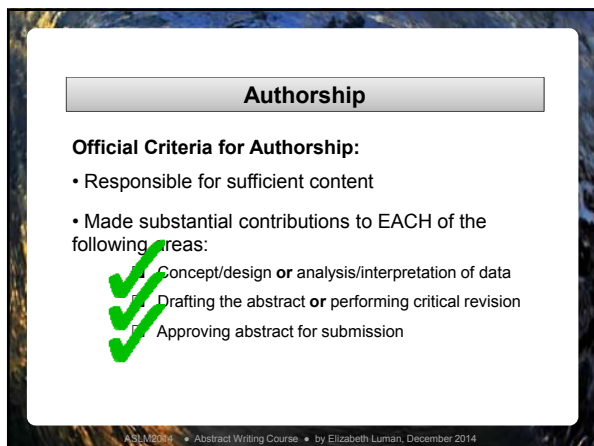 Authorship
Official Criteria for Authorship:
• Responsible for sufficient content
• Made substantial contributions to EACH of the
following areas:
Concept/design or analysis/interpretation of data
Drafting the abstract or performing critical revision
Approving abstract for submission
ASLM2014 • Abstract Writing Course • by Elizabeth Luman, December 2014